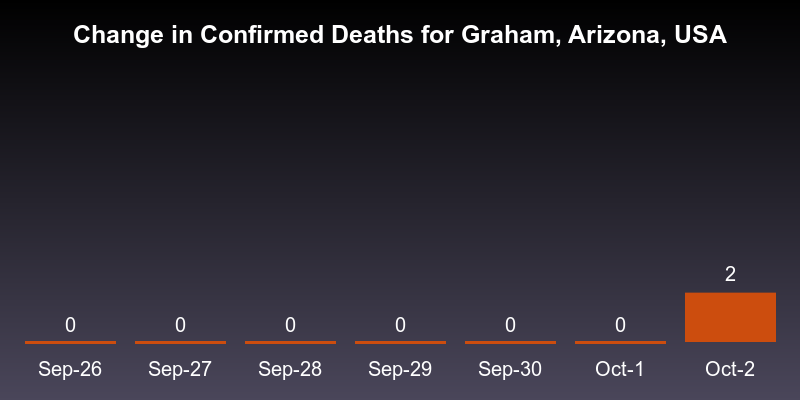 Change in Confirmed Deaths for Graham, Arizona, USA
2
0 0 0 0 0 0
Sep-26 Sep-27 Sep-28 Sep-29 Sep-30 Oct-1 Oct-2